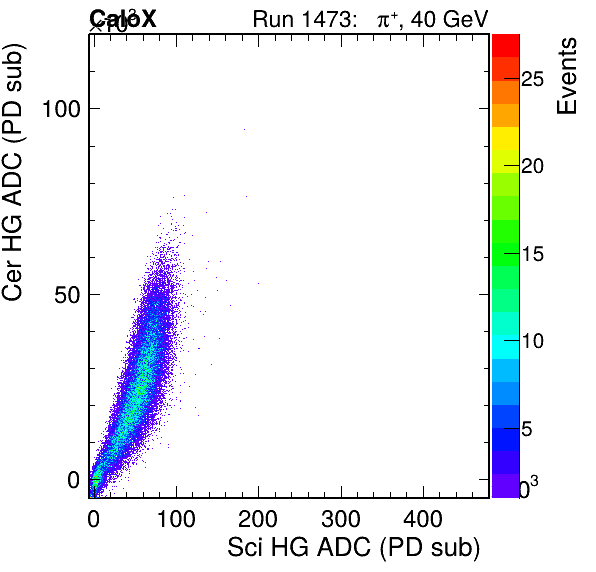 CaloX
×10³
Run 1473: π⁺, 40 GeV
Cer HG ADC (PD sub)
100
50
0
0 100 200 300 400
Sci HG ADC (PD sub)
Events
25
20
15
10
5
0